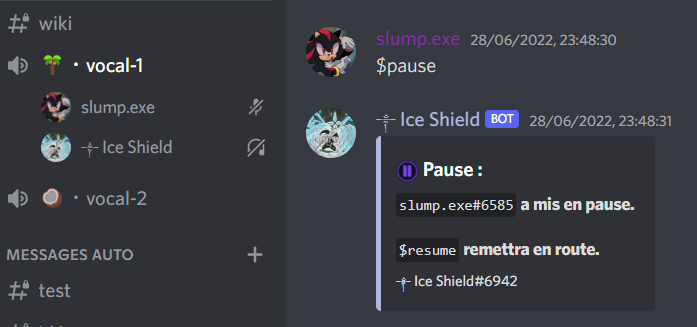 wiki
vocal-1
slump.exe
Ice Shield
vocal-2
MESSAGES AUTO
test
slump.exe 28/06/2022, 23:48:30
$pause
Ice Shield BOT 28/06/2022, 23:48:31
Pause :
slump.exe#6585 a mis en pause.
$resume remettra en route.
Ice Shield#6942